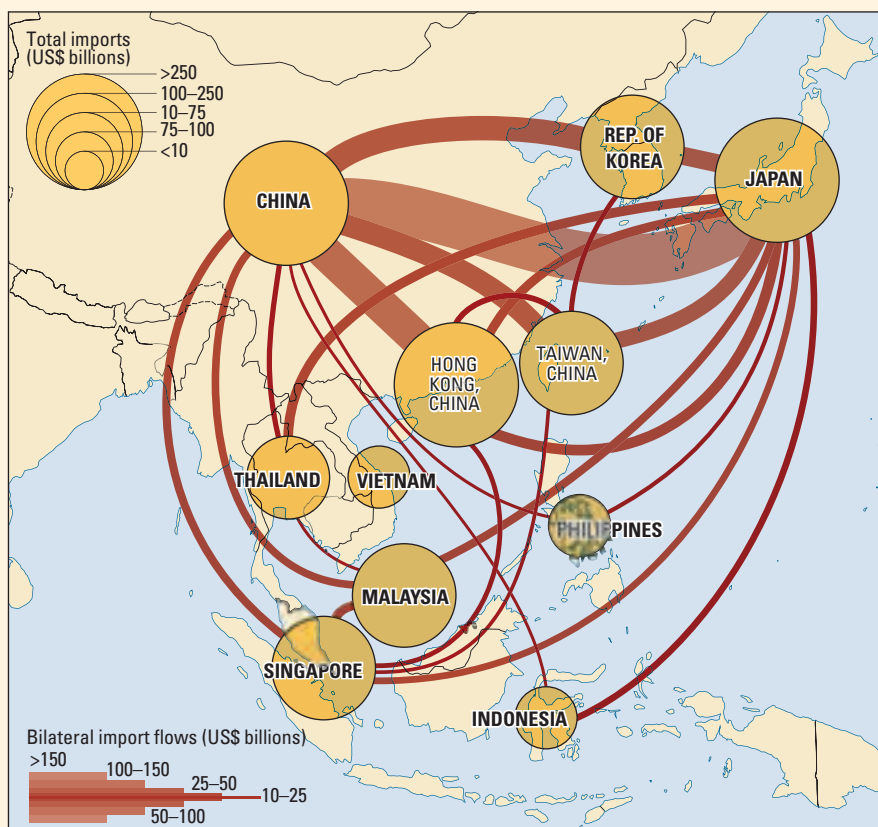 Total imports
(US$ billions)
>250
100–250
10–75
75–100
<10
REP. OF
KOREA
JAPAN
CHINA
HONG
KONG,
CHINA
TAIWAN,
CHINA
THAILAND
VIETNAM
PHILIPPINES
MALAYSIA
SINGAPORE
INDONESIA
Bilateral import flows (US$ billions)
>150
100–150
25–50
10–25
50–100